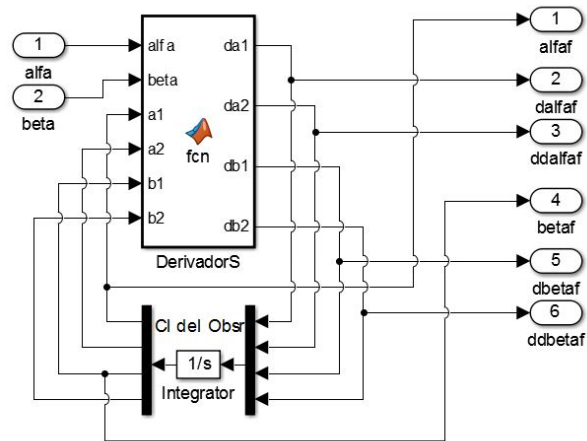 1
alfa
2
beta
alfa
beta
a1
a2
b1
b2
fcn
da1
da2
db1
db2
DerivadorS
CI del Obsr
1/s
Integrator
1
alfaf
2
dalfaf
3
ddalfaf
4
betaf
5
dbetaf
6
ddbetaf